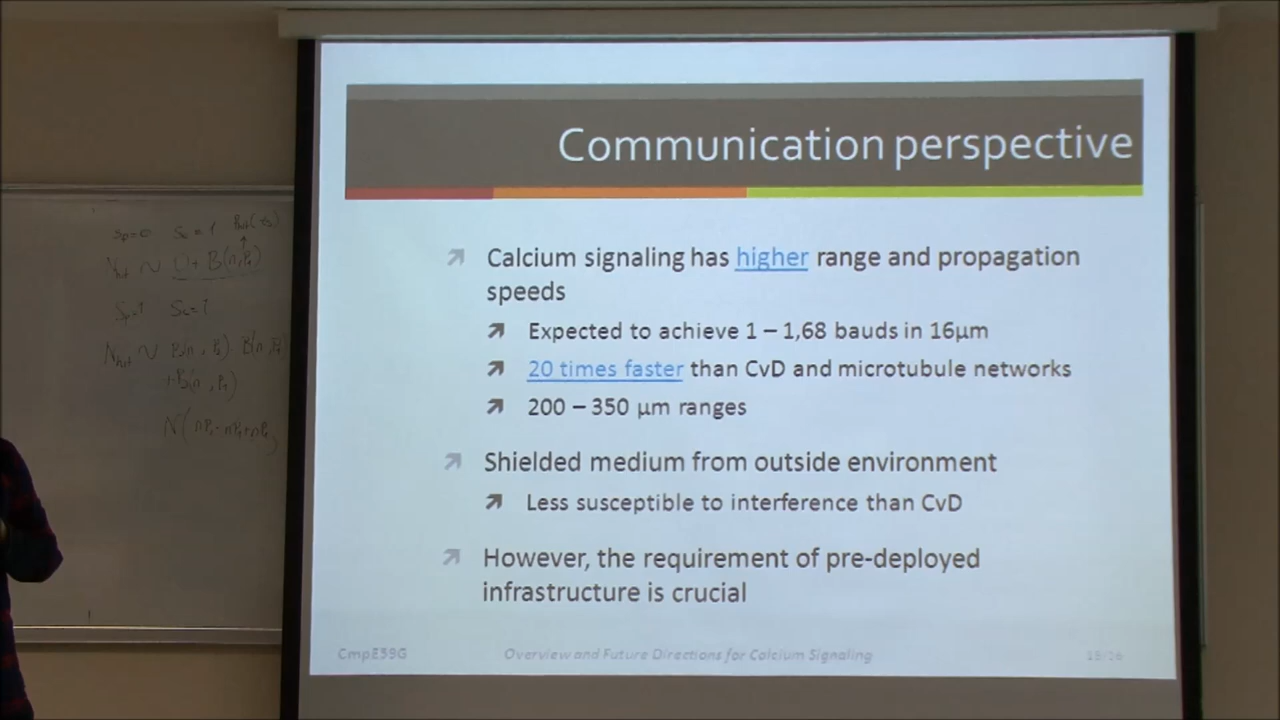 Communication perspective
Calcium signaling has higher range and propagation
speeds
Expected to achieve 1 – 1,68 bauds in 16µm
20 times faster than CvD and microtubule networks
200 – 350 µm ranges
Shielded medium from outside environment
Less susceptible to interference than CvD
However, the requirement of pre-deployed
infrastructure is crucial
Overview and Future Directions for Calcium Signaling